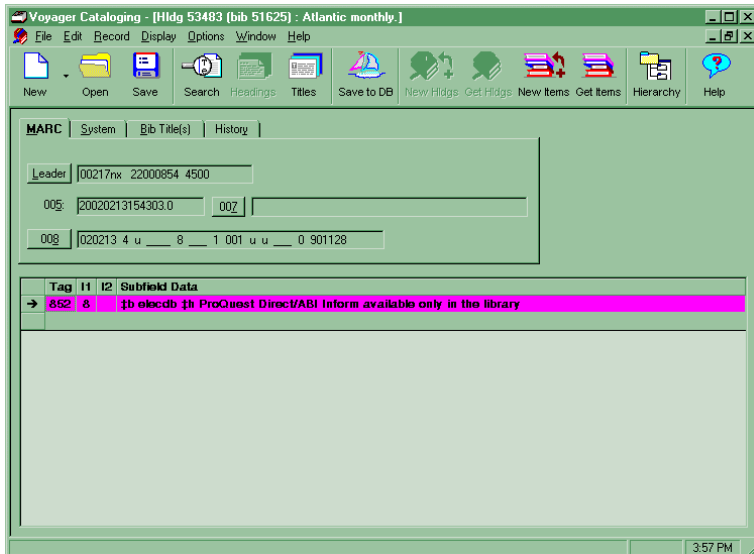 Voyager Cataloging - [Hldg 53483 (bib 51625) : Atlantic monthly.]
File Edit Record Display Options Window Help
New Open Save Search Headings Titles Save to DB New Hldgs Get Hldgs New Items Get Items Hierarchy Help
MARC System Bib Title(s) History
Leader 00217nx 22000854 4500
005: 20020213154303.0 007
008 020213 4 u ___ 8 __ 1 001 u u __ 0 901128
Tag I1 I2 Subfield Data
852 8 ‡b elecdb ‡h ProQuest Direct/ABI Inform available only in the library
3:57 PM